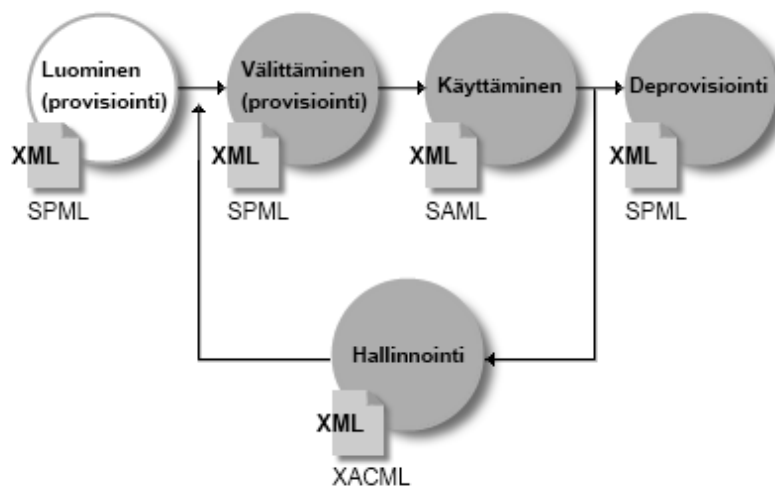 Luominen
(provisiointi)
XML
SPML
Välittäminen
(provisiointi)
XML
SPML
Käyttäminen
XML
SAML
Deprovisiointi
XML
SPML
Hallinnointi
XML
XACML